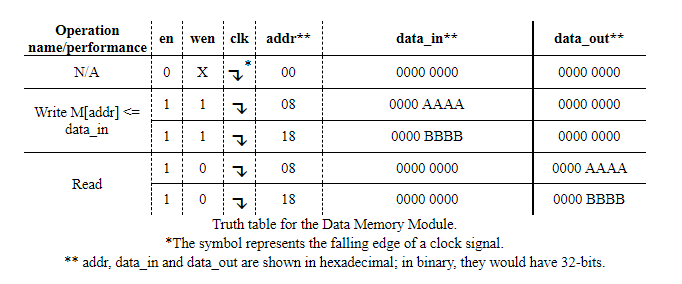 Operation name/performance en wen clk addr** data_in** data_out**
N/A 0 X * 00 0000 0000 0000 0000
Write M[addr] <= data_in 1 1 08 0000 AAAA 0000 0000
1 1 18 0000 BBBB 0000 0000
Read 1 0 08 0000 0000 0000 AAAA
1 0 18 0000 0000 0000 BBBB
Truth table for the Data Memory Module.
*The symbol represents the falling edge of a clock signal.
** addr, data_in and data_out are shown in hexadecimal; in binary, they would have 32-bits.